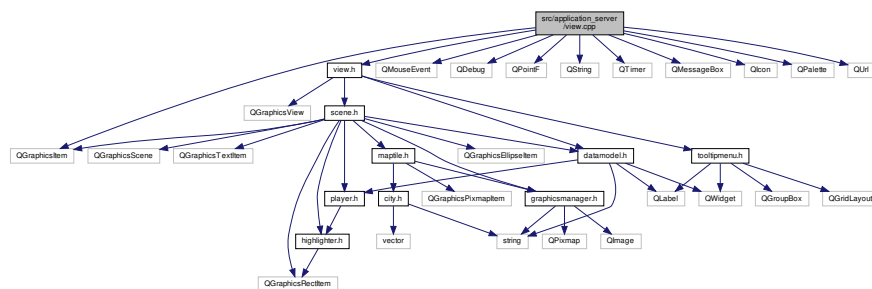 src/application_server
/view.cpp
view.h
QMouseEvent
QDebug
QPointF
QString
QTimer
QMessageBox
QIcon
QPalette
QUrl
QGraphicsView
scene.h
QGraphicsItem
QGraphicsScene
QGraphicsTextItem
maptile.h
QGraphicsEllipseItem
datamodel.h
tooltipmenu.h
player.h
city.h
QGraphicsPixmapItem
graphicsmanager.h
QLabel
QWidget
QGroupBox
QGridLayout
highlighter.h
vector
string
QPixmap
QImage
QGraphicsRectItem